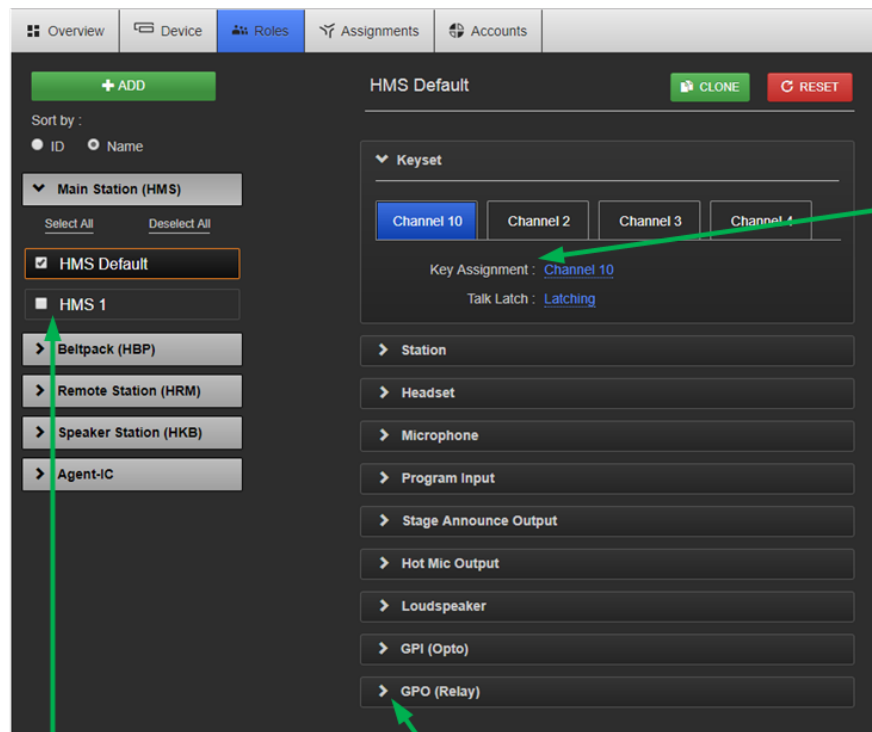 Overview
Device
Roles
Assignments
Accounts
ADD
Sort by :
ID
Name
Main Station (HMS)
Select All
Deselect All
HMS Default
HMS 1
Beltpack (HBP)
Remote Station (HRM)
Speaker Station (HKB)
Agent-IC
HMS Default
CLONE
RESET
Keyset
Channel 10
Channel 2
Channel 3
Channel 4
Key Assignment : Channel 10
Talk Latch : Latching
Station
Headset
Microphone
Program Input
Stage Announce Output
Hot Mic Output
Loudspeaker
GPI (Opto)
GPO (Relay)